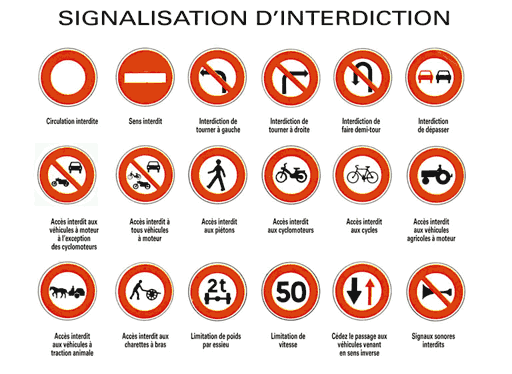 SIGNALISATION D'INTERDICTION
Circulation interdite
Sens interdit
Interdiction de
tourner à gauche
Interdiction de
tourner à droite
Interdiction de
faire demi-tour
Interdiction
de dépasser
Accès interdit aux
véhicules à moteur
à l'exception
des cyclomoteurs
Accès interdit à
tous véhicules
à moteur
Accès interdit
aux piétons
Accès interdit
aux cyclomoteurs
Accès interdit
aux cycles
Accès interdit
aux véhicules
agricoles à moteur
2t
50
Accès interdit
aux véhicules à
traction animale
Accès interdit aux
charettes à bras
Limitation de poids
par essieu
Limitation de
vitesse
Cédez le passage aux
véhicules venant
en sens inverse
Signaux sonores
interdits